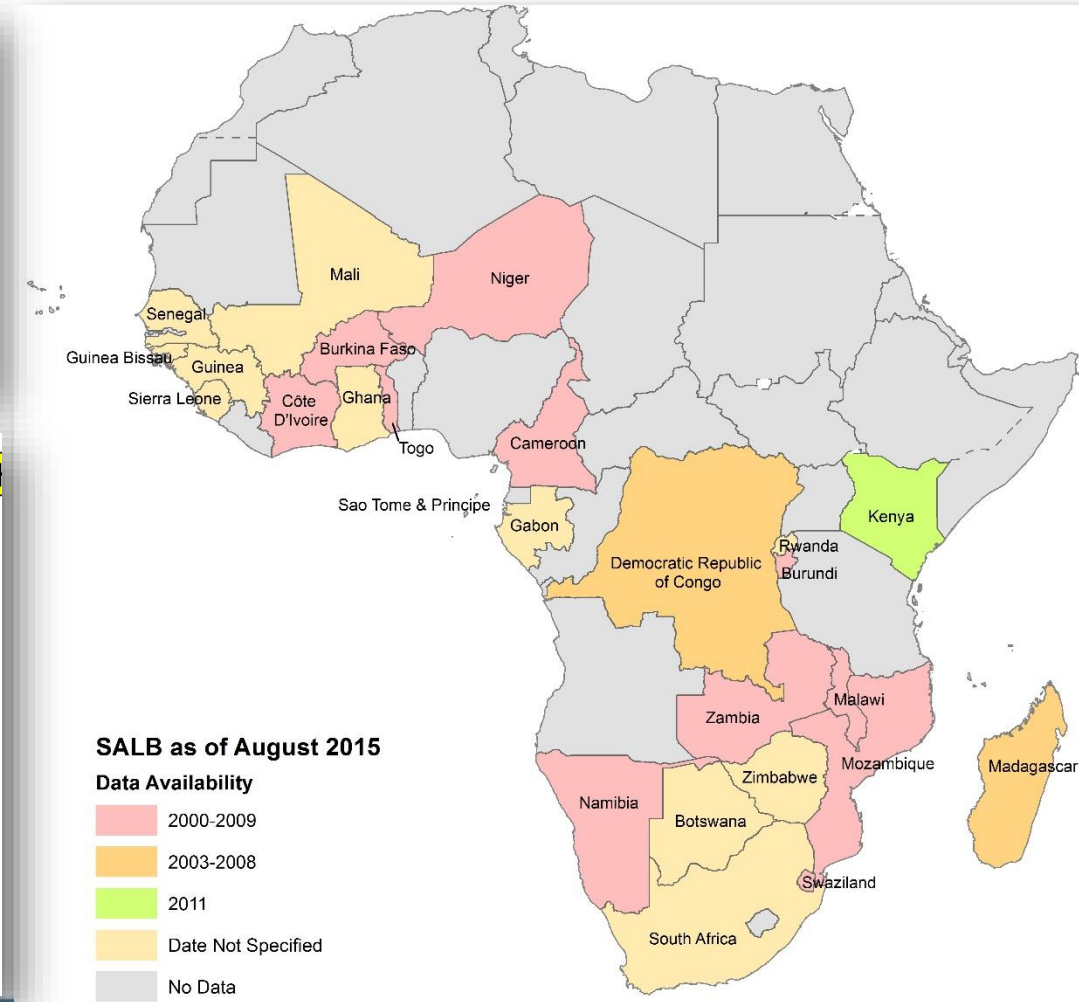 Mali
Niger
Senegal
Burkina Faso
Guinea Bissau
Guinea
Sierra Leone
Côte
D'Ivoire
Ghana
Togo
Cameroon
Sao Tome & Principe
Gabon
Kenya
Rwanda
Democratic Republic
of Congo
Burundi
Malawi
Zambia
Mozambique
Madagascar
Zimbabwe
Namibia
Botswana
Swaziland
South Africa
SALB as of August 2015
Data Availability
2000-2009
2003-2008
2011
Date Not Specified
No Data